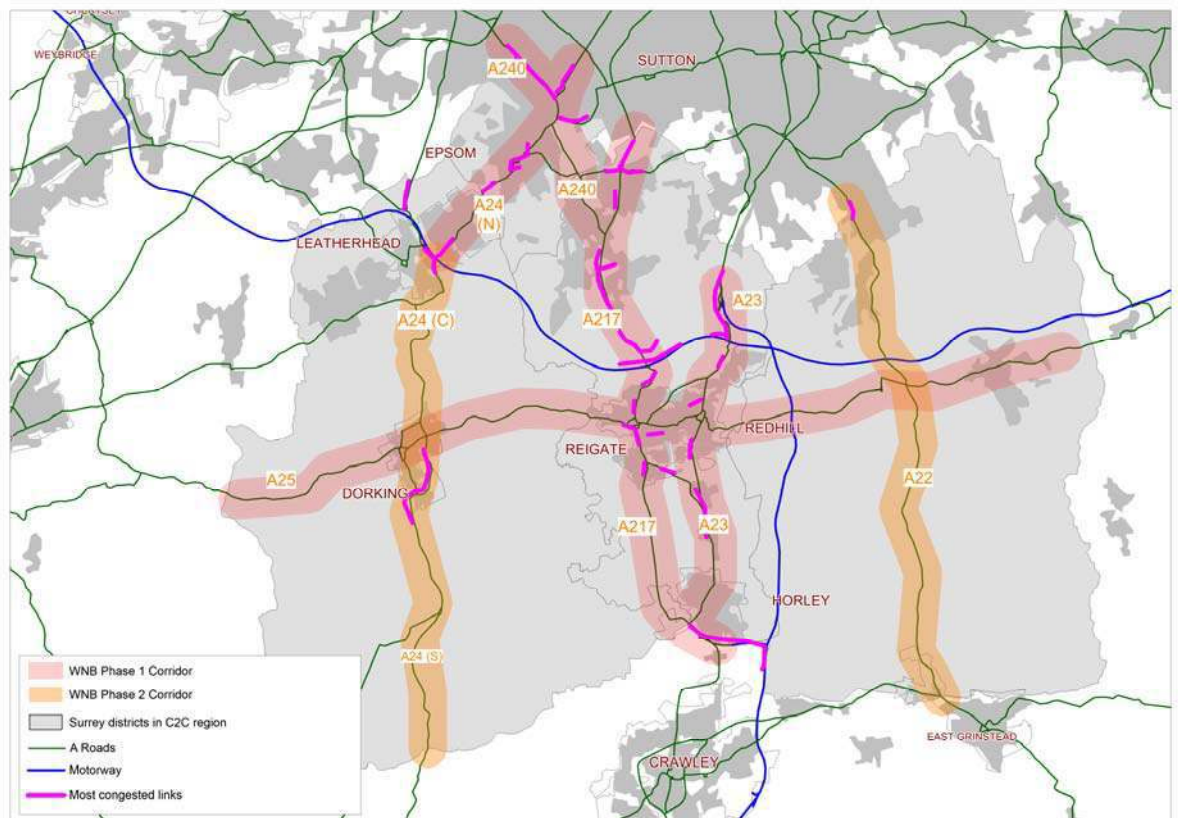 WEYBRIDGE
A240
SUTTON
EPSOM
A240
A24
(N)
LEATHERHEAD
A23
A24 (C)
A217
REDHILL
REIGATE
A25
DORKING
A22
A217
A23
HORLEY
A24 (S)
EAST GRINSTEAD
CRAWLEY
WNB Phase 1 Corridor
WNB Phase 2 Corridor
Surrey districts in C2C region
A Roads
Motorway
Most congested links